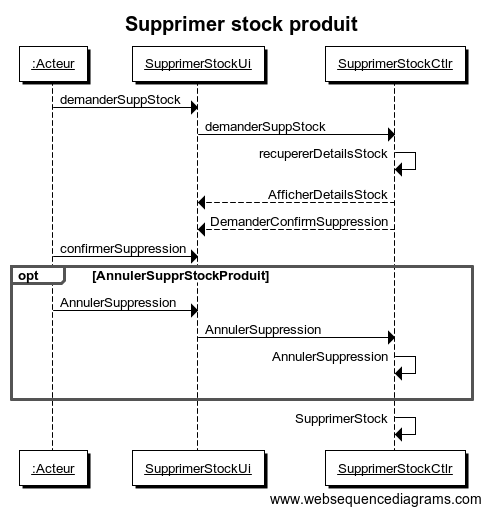 Supprimer stock produit
:Acteur SupprimerStockUi SupprimerStockCtlr
demanderSuppStock
demanderSuppStock
recupererDetailsStock
AfficherDetailsStock
DemanderConfirmSuppression
confirmerSuppression
opt [AnnulerSupprStockProduit]
AnnulerSuppression
AnnulerSuppression
AnnulerSuppression
SupprimerStock
:Acteur SupprimerStockUi SupprimerStockCtlr
www.websequencediagrams.com